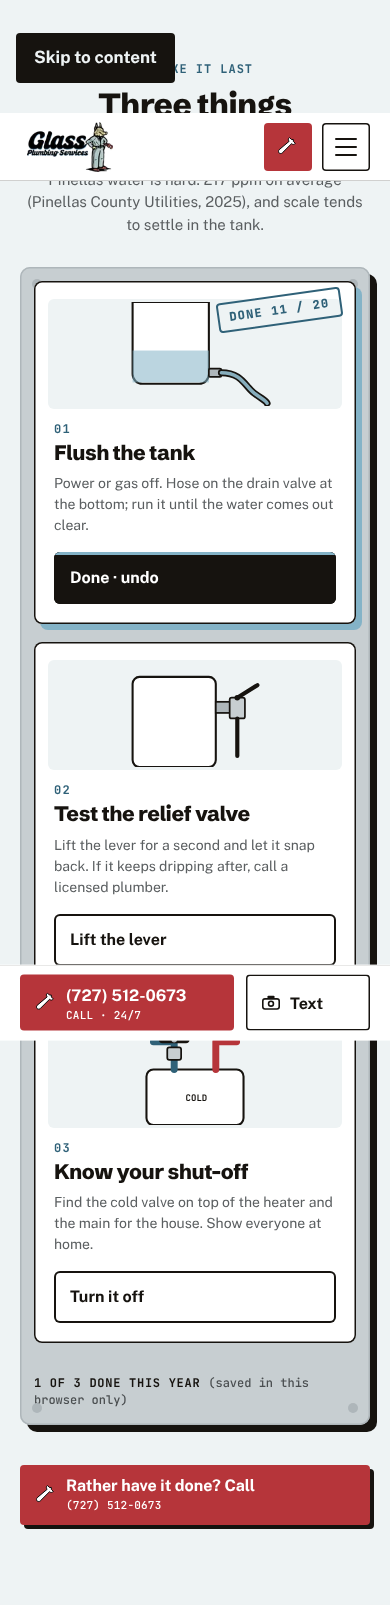 Skip to content
KE IT LAST
Three things
Glass
Plumbing Services
Pinellas water is hard: 217 ppm on average
(Pinellas County Utilities, 2025), and scale tends
to settle in the tank.
DONE 11 / 20
01
Flush the tank
Power or gas off. Hose on the drain valve at
the bottom; run it until the water comes out
clear.
Done · undo
02
Test the relief valve
Lift the lever for a second and let it snap
back. If it keeps dripping after, call a
licensed plumber.
Lift the lever
(727) 512-0673
CALL · 24/7
Text
COLD
03
Know your shut-off
Find the cold valve on top of the heater and
the main for the house. Show everyone at
home.
Turn it off
1 OF 3 DONE THIS YEAR (saved in this
browser only)
Rather have it done? Call
(727) 512-0673